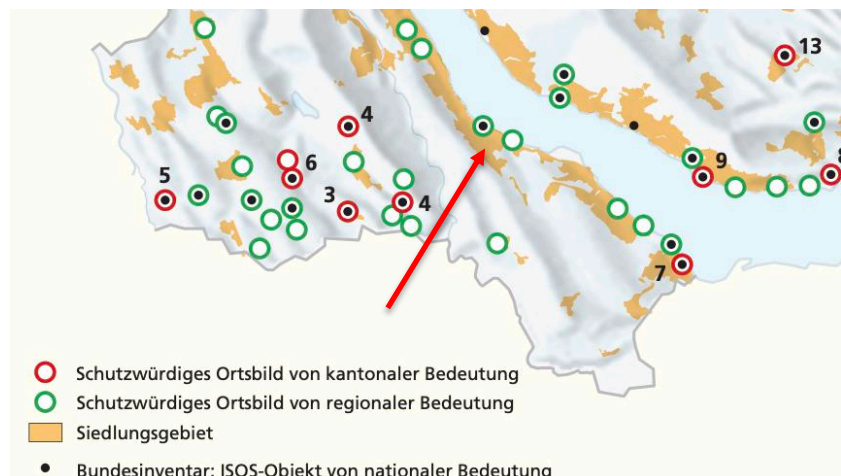 13
4
9
8
6
5
3
4
7
Schutzwürdiges Ortsbild von kantonaler Bedeutung
Schutzwürdiges Ortsbild von regionaler Bedeutung
Siedlungsgebiet
Bundesinventar: ISOS-Objekt von nationaler Bedeutung